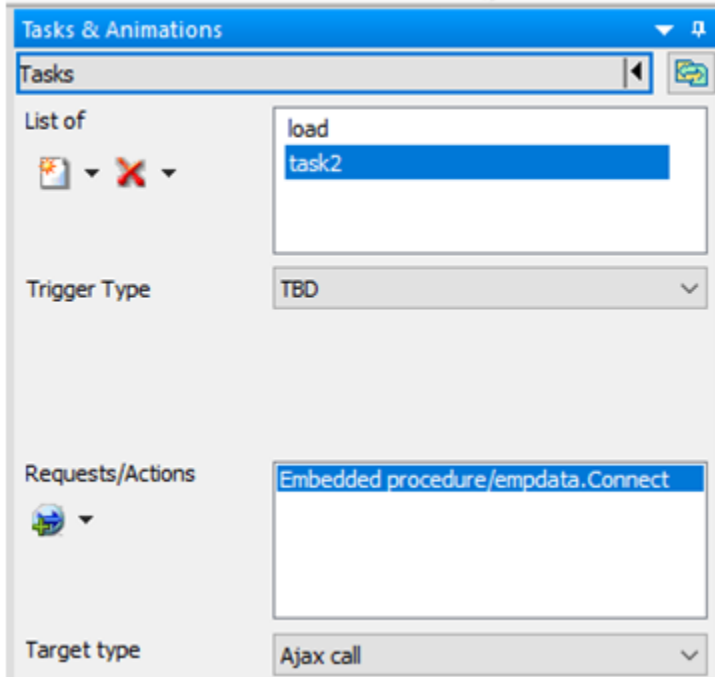 Tasks & Animations
Tasks
List of
load
task2
Trigger Type
TBD
Requests/Actions
Embedded procedure/empdata.Connect
Target type
Ajax call